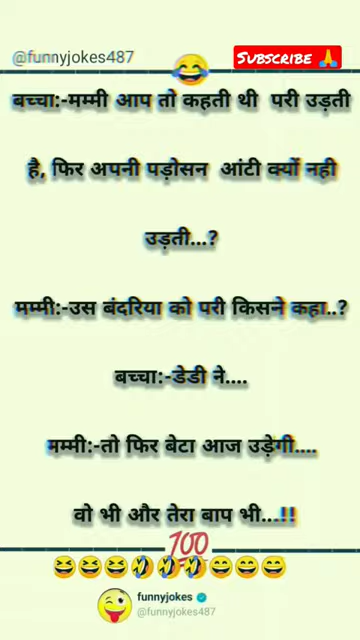 @funnyjokes487
SUBSCRIBE 🙏
बच्चा:-मम्मी आप तो कहती थी परी उड़ती
है, फिर अपनी पड़ोसन आंटी क्यों नही
उड़ती...?
मम्मी:-उस बंदरिया को परी किसने कहा..?
बच्चा:-डेडी ने....
मम्मी:-तो फिर बेटा आज उड़ेगी....
वो भी और तेरा बाप भी...!!
100
funnyjokes
@funnyjokes487